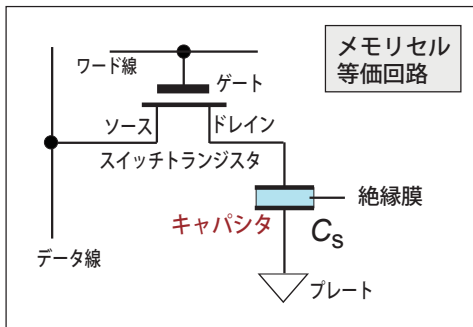 メモリセル
等価回路
ワード線
ゲート
ソース
ドレイン
スイッチトランジスタ
絶縁膜
キャパシタ
CS
データ線
プレート